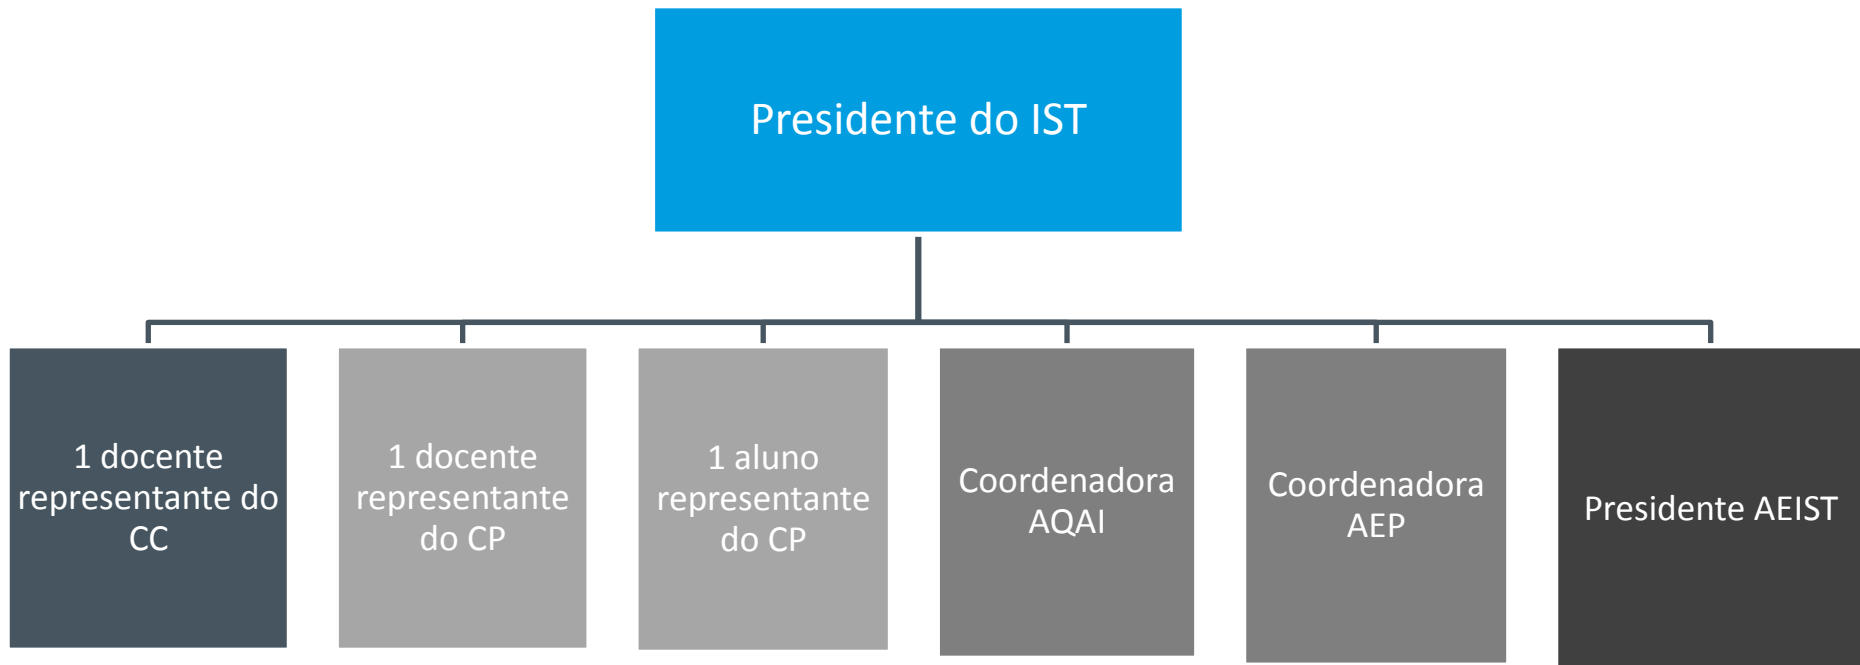 Presidente do IST
1 docente
representante do
CC
1 docente
representante
do CP
1 aluno
representante
do CP
Coordenadora
AQAI
Coordenadora
AEP
Presidente AEIST